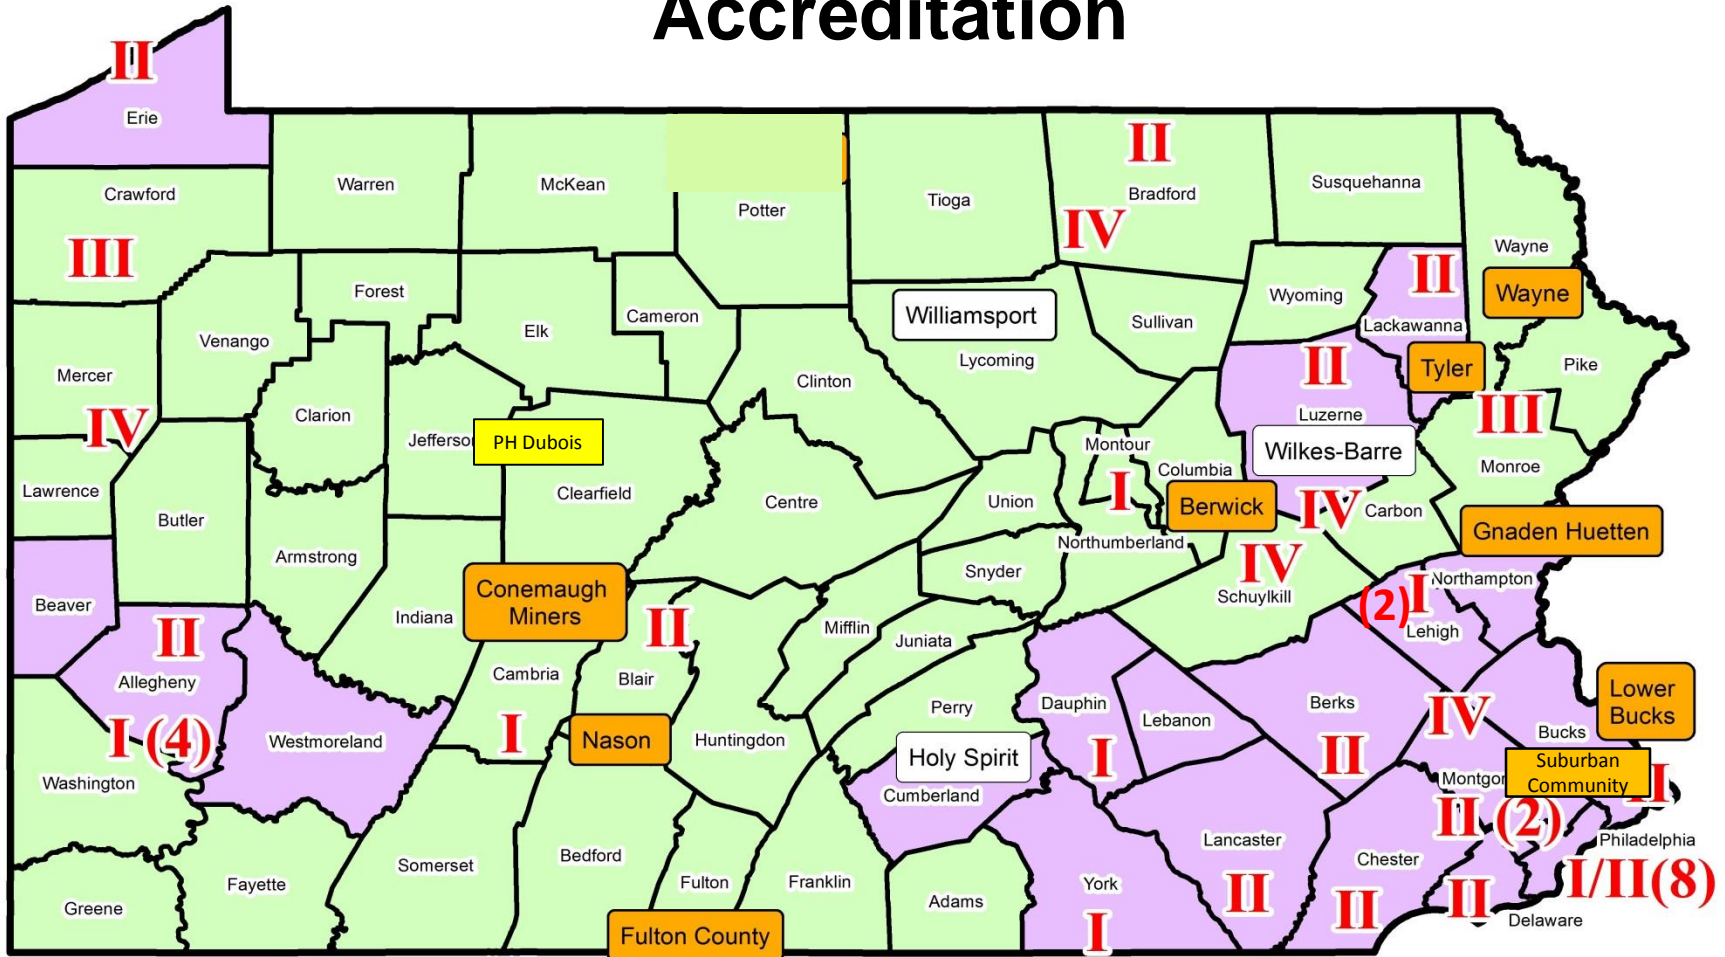 Accreditation
II
Erie
Crawford
III
Warren
McKean
Potter
Tioga
II
Bradford
IV
Susquehanna
Wayne
Wayne
Forest
Venango
Elk
Cameron
Williamsport
Lycoming
Sullivan
Wyoming
II
Lackawanna
Tyler
Pike
Mercer
IV
Clarion
Jefferso
PH Dubois
Clearfield
Clinton
Centre
Montour
I
Columbia
Berwick
II
Luzerne
Wilkes-Barre
IV
Carbon
III
Monroe
Gnaden Huetten
Lawrence
Butler
Armstrong
Indiana
Conemaugh
Miners
Union
Snyder
Northumberland
IV
Schuylkill
(2)
I
Northampton
Lehigh
Beaver
II
Allegheny
I (4)
Westmoreland
Washington
Cambria
I
II
Blair
Nason
Huntingdon
Mifflin
Juniata
Perry
Holy Spirit
Cumberland
Dauphin
I
Lebanon
Berks
II
IV
Bucks
Lower
Bucks
Suburban
Community
Montgor
II
II (2)
Philadelphia
I/II(8)
Greene
Fayette
Somerset
Bedford
Fulton
Fulton County
Franklin
Adams
York
I
Lancaster
II
Chester
II
II
Delaware